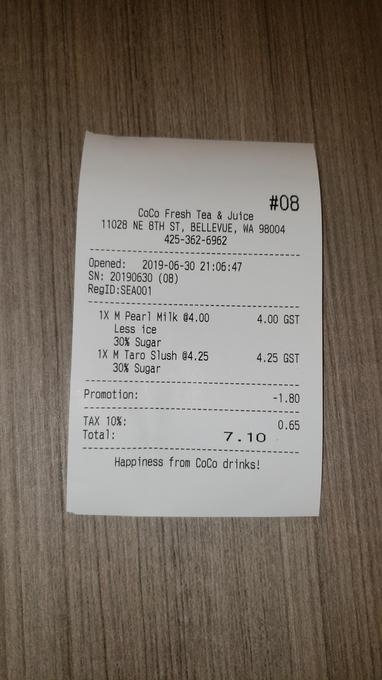 #08
CoCo Fresh Tea & Juice
11028 NE 8TH ST, BELLEVUE, WA 98004
425-362-6962
Opened: 2019-06-30 21:06:47
SN: 20190630 (08)
RegID:SEA001
1X M Pearl Milk @4.00 4.00 GST
Less ice
30% Sugar
1X M Taro Slush @4.25 4.25 GST
30% Sugar
Promotion: -1.80
TAX 10%: 0.65
Total: 7.10
Happiness from CoCo drinks!